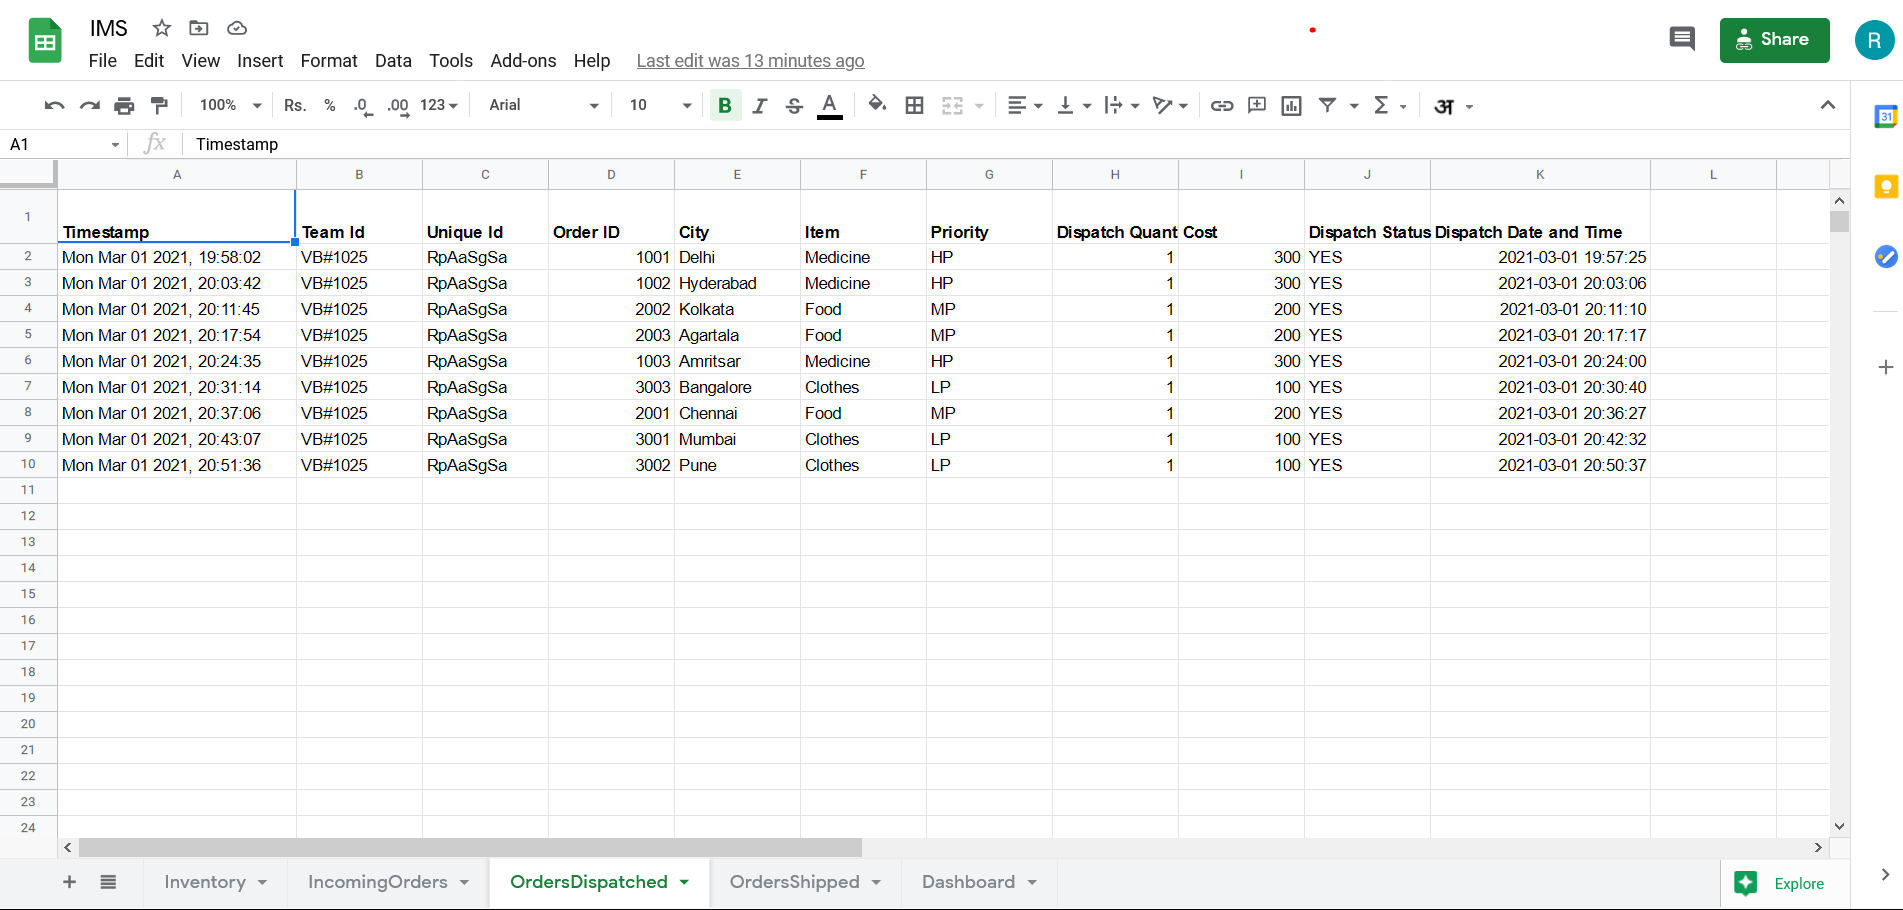 IMS
File Edit View Insert Format Data Tools Add-ons Help Last edit was 13 minutes ago
Share
R
100% Rs. % .0 .00 123 Arial 10 B I S A अ
31
A1 fx Timestamp
A B C D E F G H I J K L
1 Timestamp Team Id Unique Id Order ID City Item Priority Dispatch Quant Cost Dispatch Status Dispatch Date and Time
2 Mon Mar 01 2021, 19:58:02 VB#1025 RpAaSgSa 1001 Delhi Medicine HP 1 300 YES 2021-03-01 19:57:25
3 Mon Mar 01 2021, 20:03:42 VB#1025 RpAaSgSa 1002 Hyderabad Medicine HP 1 300 YES 2021-03-01 20:03:06
4 Mon Mar 01 2021, 20:11:45 VB#1025 RpAaSgSa 2002 Kolkata Food MP 1 200 YES 2021-03-01 20:11:10
5 Mon Mar 01 2021, 20:17:54 VB#1025 RpAaSgSa 2003 Agartala Food MP 1 200 YES 2021-03-01 20:17:17
6 Mon Mar 01 2021, 20:24:35 VB#1025 RpAaSgSa 1003 Amritsar Medicine HP 1 300 YES 2021-03-01 20:24:00
7 Mon Mar 01 2021, 20:31:14 VB#1025 RpAaSgSa 3003 Bangalore Clothes LP 1 100 YES 2021-03-01 20:30:40
8 Mon Mar 01 2021, 20:37:06 VB#1025 RpAaSgSa 2001 Chennai Food MP 1 200 YES 2021-03-01 20:36:27
9 Mon Mar 01 2021, 20:43:07 VB#1025 RpAaSgSa 3001 Mumbai Clothes LP 1 100 YES 2021-03-01 20:42:32
10 Mon Mar 01 2021, 20:51:36 VB#1025 RpAaSgSa 3002 Pune Clothes LP 1 100 YES 2021-03-01 20:50:37
11
12
13
14
15
16
17
18
19
20
21
22
23
24
Inventory IncomingOrders OrdersDispatched OrdersShipped Dashboard Explore